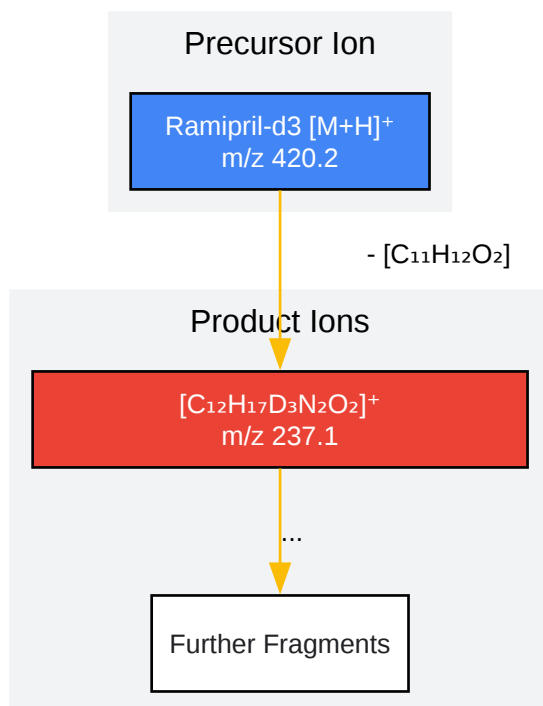 Precursor Ion
Ramipril-d3 [M+H]⁺
m/z 420.2
- [C₁₁H₁₂O₂]
Product Ions
[C₁₂H₁₇D₃N₂O₂]⁺
m/z 237.1
...
Further Fragments